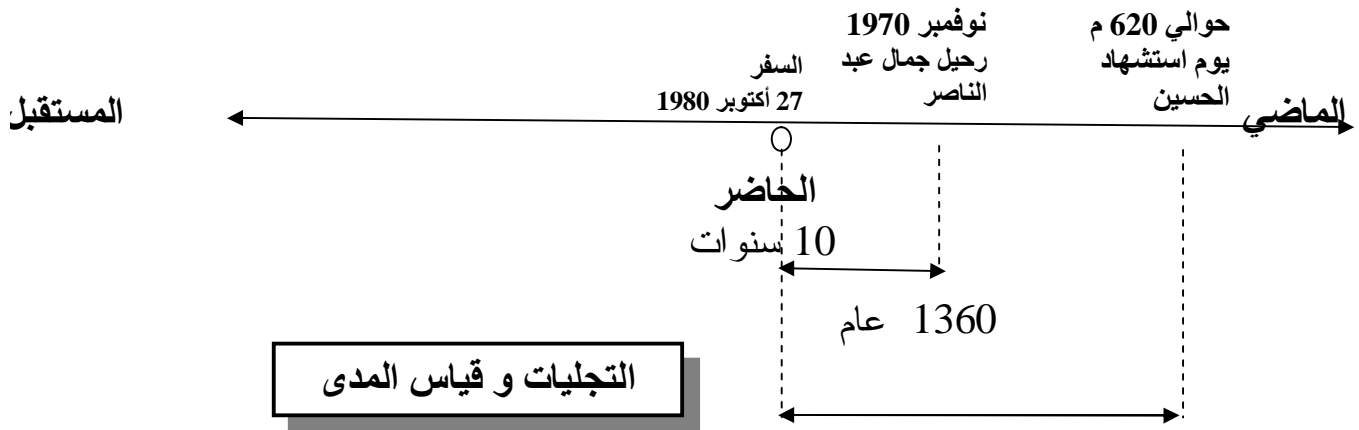 حوالي 620 م
يوم استشهاد
الحسين
نوفمبر 1970
رحيل جمال عبد
الناصر
السفر
27 أكتوبر 1980
الماضي
المستقبل
الحاضر
10 سنوات
1360 عام
التجليات و قياس المدى